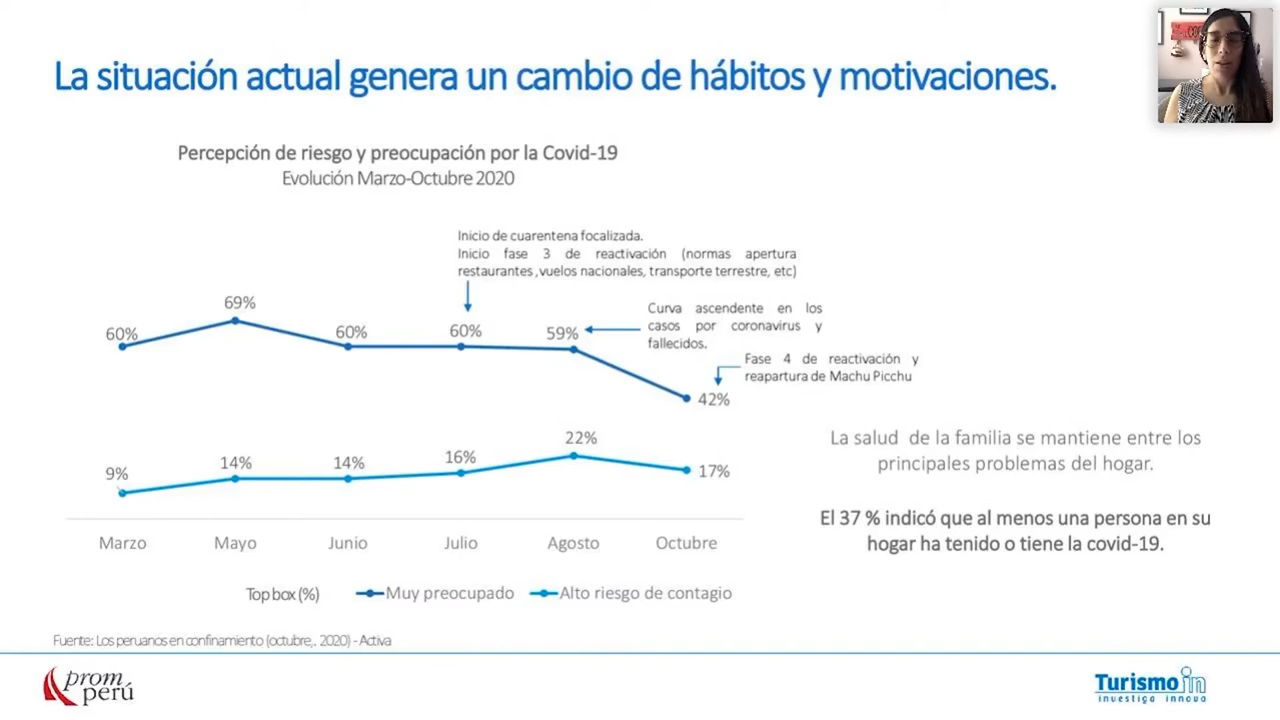 La situación actual genera un cambio de hábitos y motivaciones.
Percepción de riesgo y preocupación por la Covid-19
Evolución Marzo-Octubre 2020
Inicio de cuarentena focalizada.
Inicio fase 3 de reactivación (normas apertura
restaurantes ,vuelos nacionales, transporte terrestre, etc)
Curva ascendente en los
casos por coronavirus y
fallecidos.
Fase 4 de reactivación y
reapartura de Machu Picchu
60%
69%
60%
60%
59%
42%
9%
14%
14%
16%
22%
17%
Marzo
Mayo
Junio
Julio
Agosto
Octubre
Top box (%)
Muy preocupado
Alto riesgo de contagio
La salud de la familia se mantiene entre los
principales problemas del hogar.
El 37 % indicó que al menos una persona en su
hogar ha tenido o tiene la covid-19.
Fuente: Los peruanos en confinamiento (octubre,. 2020) - Activa
prom
perú
Turismo in
investiga innova